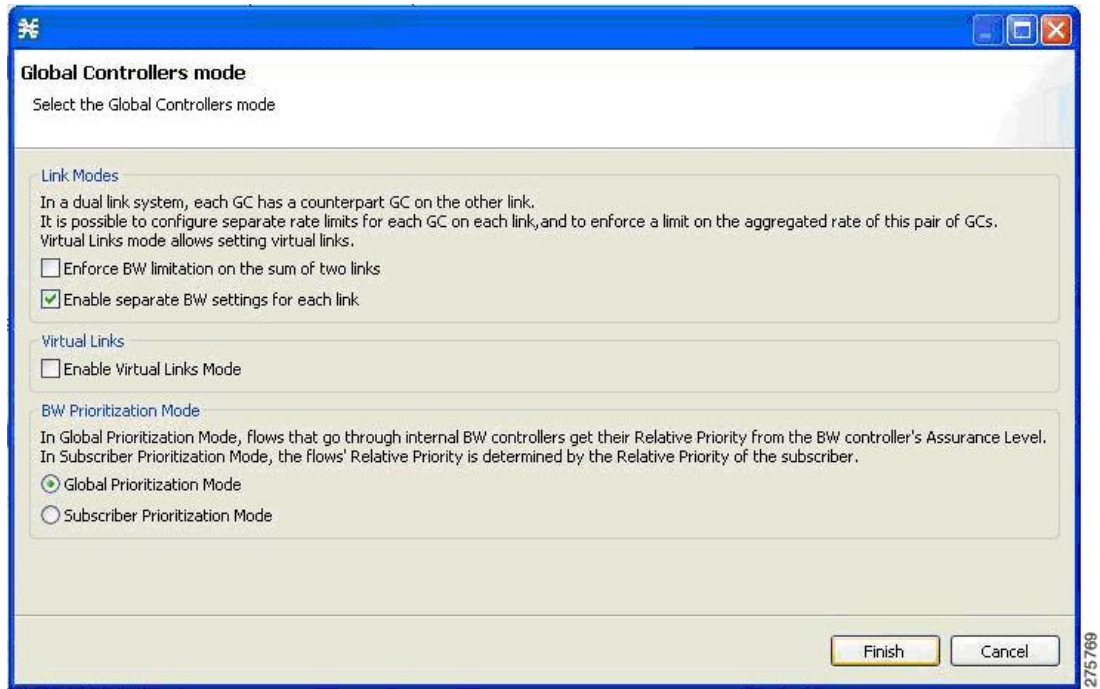 Global Controllers mode
Select the Global Controllers mode
Link Modes
In a dual link system, each GC has a counterpart GC on the other link.
It is possible to configure separate rate limits for each GC on each link,and to enforce a limit on the aggregated rate of this pair of GCs.
Virtual Links mode allows setting virtual links.
Enforce BW limitation on the sum of two links
Enable separate BW settings for each link
Virtual Links
Enable Virtual Links Mode
BW Prioritization Mode
In Global Prioritization Mode, flows that go through internal BW controllers get their Relative Priority from the BW controller's Assurance Level.
In Subscriber Prioritization Mode, the flows' Relative Priority is determined by the Relative Priority of the subscriber.
Global Prioritization Mode
Subscriber Prioritization Mode
Finish
Cancel
275769